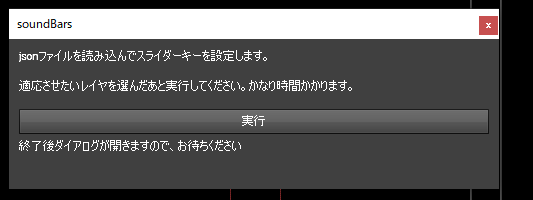 soundBars
x
jsonファイルを読み込んでスライダーキーを設定します。
適応させたいレイヤを選んだあと実行してください。かなり時間かかります。
実行
終了後ダイアログが開きますので、お待ちください